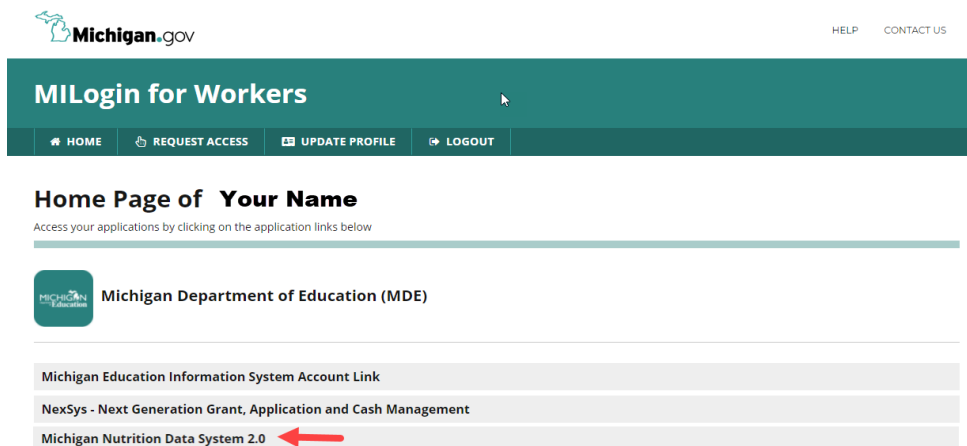 Michigan.gov
HELP CONTACT US
MILogin for Workers
HOME REQUEST ACCESS UPDATE PROFILE LOGOUT
Home Page of Your Name
Access your applications by clicking on the application links below
MICHIGAN
Education
Michigan Department of Education (MDE)
Michigan Education Information System Account Link
NexSys - Next Generation Grant, Application and Cash Management
Michigan Nutrition Data System 2.0